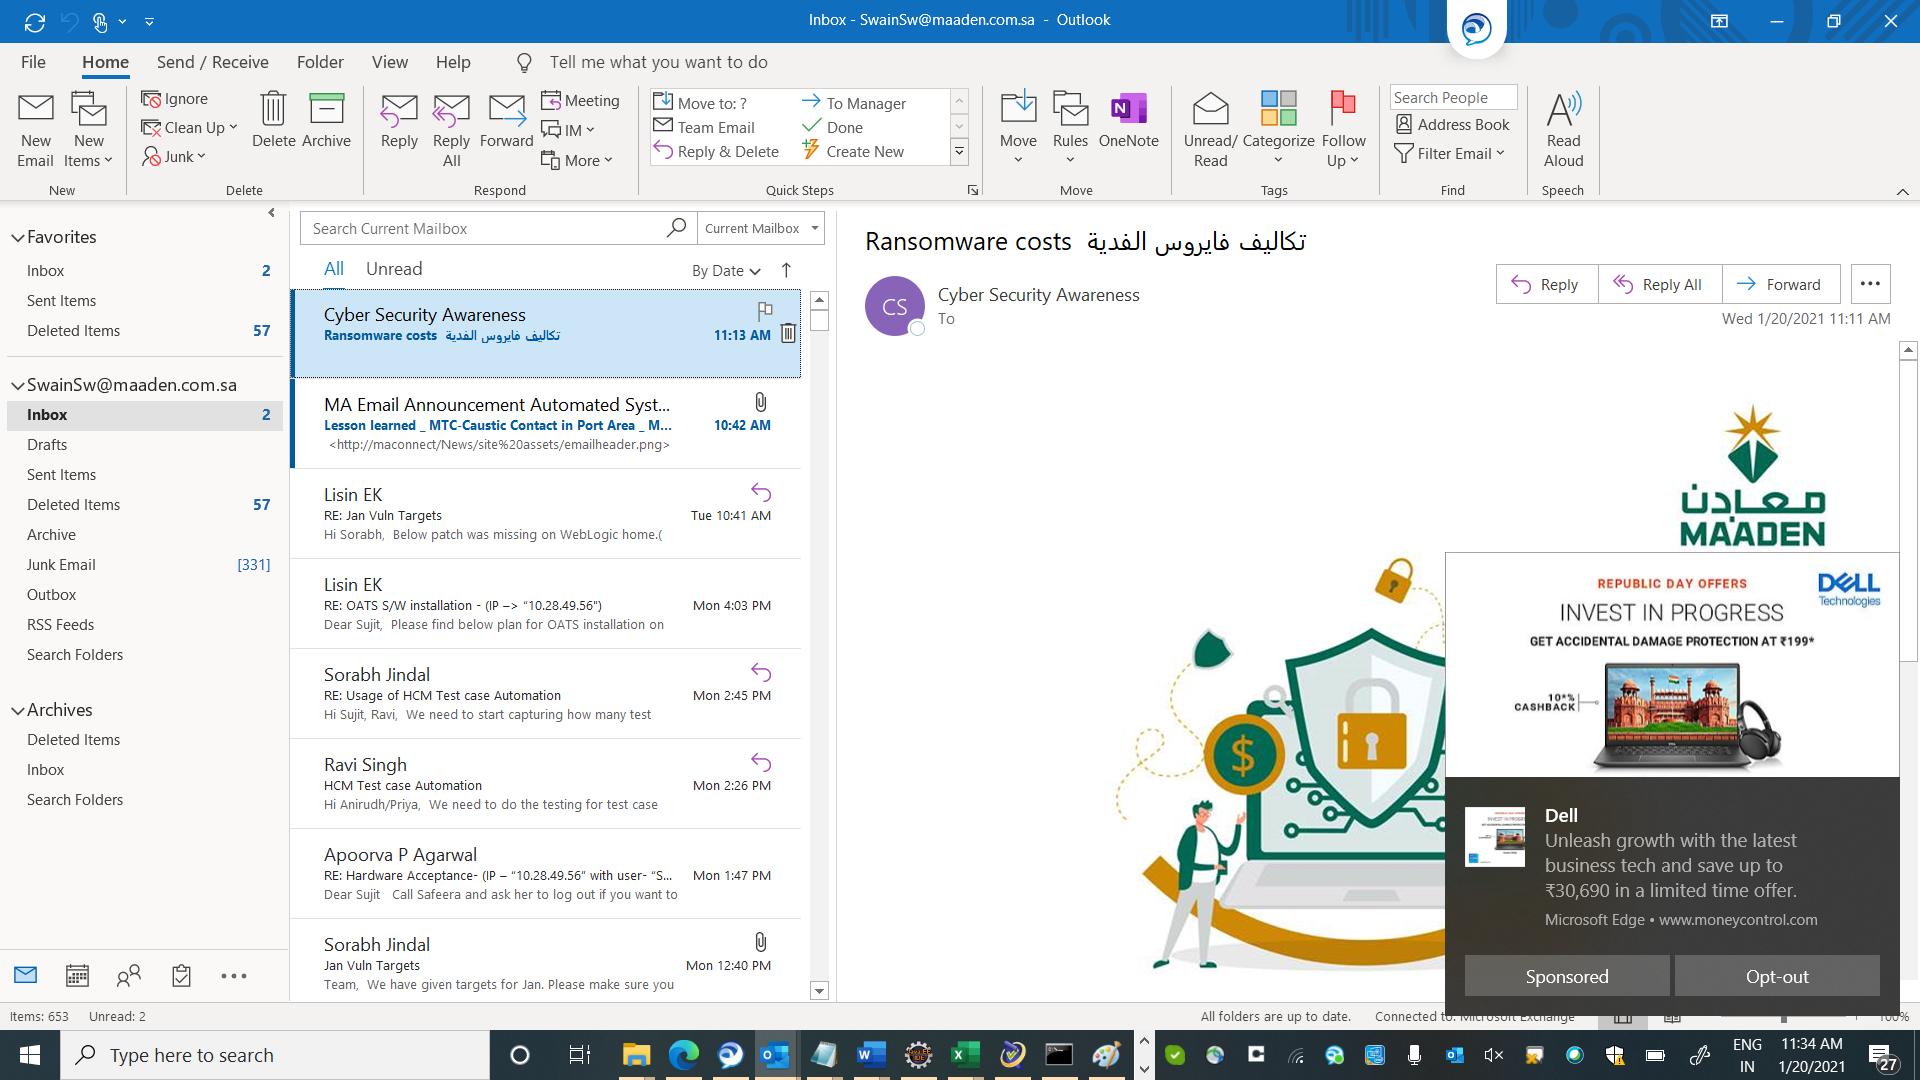 Inbox - SwainSw@maaden.com.sa - Outlook
File Home Send / Receive Folder View Help Tell me what you want to do
New Email
New Items
New
Ignore
Clean Up
Junk
Delete
Archive
Delete
Reply
Reply All
Forward
Meeting
IM
More
Respond
Move to: ?
To Manager
Team Email
Done
Reply & Delete
Create New
Quick Steps
Move
Rules
OneNote
Move
Unread/ Read
Categorize
Follow Up
Tags
Search People
Address Book
Filter Email
Find
Read Aloud
Speech
Favorites
Inbox 2
Sent Items
Deleted Items 57
SwainSw@maaden.com.sa
Inbox 2
Drafts
Sent Items
Deleted Items 57
Archive
Junk Email [331]
Outbox
RSS Feeds
Search Folders
Archives
Deleted Items
Inbox
Search Folders
Search Current Mailbox
Current Mailbox
All Unread By Date
Cyber Security Awareness
Ransomware costs تكاليف فايروس الفدية 11:13 AM
MA Email Announcement Automated Syst...
Lesson learned _ MTC-Caustic Contact in Port Area _ M... 10:42 AM
<http://maconnect/News/site%20assets/emailheader.png>
Lisin EK
RE: Jan Vuln Targets Tue 10:41 AM
Hi Sorabh, Below patch was missing on WebLogic home.(
Lisin EK
RE: OATS S/W installation - (IP –> “10.28.49.56") Mon 4:03 PM
Dear Sujit, Please find below plan for OATS installation on
Sorabh Jindal
RE: Usage of HCM Test case Automation Mon 2:45 PM
Hi Sujit, Ravi, We need to start capturing how many test
Ravi Singh
HCM Test case Automation Mon 2:26 PM
Hi Anirudh/Priya, We need to do the testing for test case
Apoorva P Agarwal
RE: Hardware Acceptance- (IP – “10.28.49.56” with user- “S... Mon 1:47 PM
Dear Sujit Call Safeera and ask her to log out if you want to
Sorabh Jindal
Jan Vuln Targets Mon 12:40 PM
Team, We have given targets for Jan. Please make sure you
Ransomware costs تكاليف فايروس الفدية
CS
Cyber Security Awareness
To
Reply
Reply All
Forward
Wed 1/20/2021 11:11 AM
معادن
MAADEN
$
REPUBLIC DAY OFFERS
DELL
Technologies
INVEST IN PROGRESS
GET ACCIDENTAL DAMAGE PROTECTION AT ₹199*
10*%
CASHBACK
Dell
Unleash growth with the latest
business tech and save up to
₹30,690 in a limited time offer.
Microsoft Edge • www.moneycontrol.com
Sponsored
Opt-out
Items: 653 Unread: 2
All folders are up to date. Connected to: Microsoft Exchange 100%
Type here to search
ENG
IN
11:34 AM
1/20/2021
27